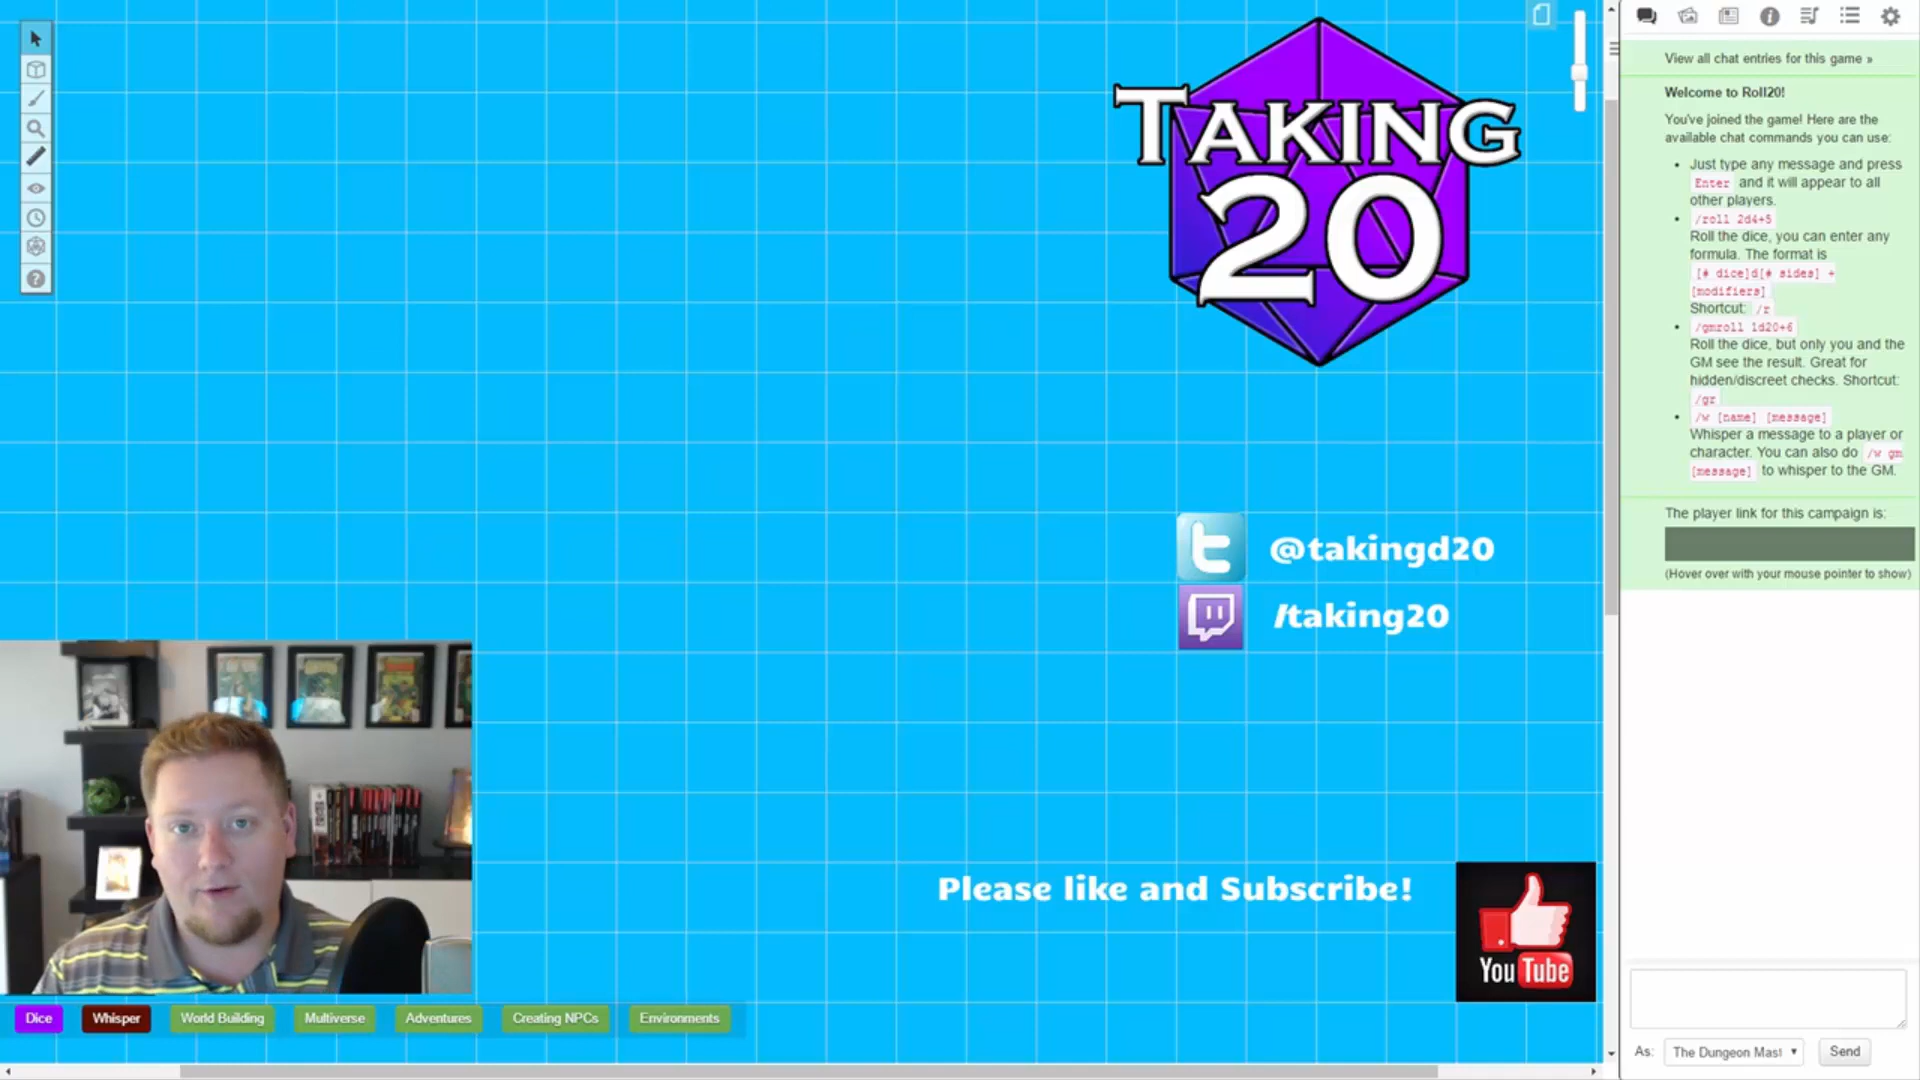 TAKING
20
@takingd20
/taking20
Please like and Subscribe!
YouTube
Dice
Whisper
World Building
Multiverse
Adventures
Creating NPCs
Environments
View all chat entries for this game »
Welcome to Roll20!
You've joined the game! Here are the
available chat commands you can use:
Just type any message and press
Enter and it will appear to all
other players.
/roll 2d4+5
Roll the dice, you can enter any
formula. The format is
[# dice]d[# sides] +
[modifiers]
Shortcut: /r
/gmroll 1d20+6
Roll the dice, but only you and the
GM see the result. Great for
hidden/discreet checks. Shortcut:
/gr
/w [name] [message]
Whisper a message to a player or
character. You can also do /w gm
[message] to whisper to the GM.
The player link for this campaign is:
(Hover over with your mouse pointer to show)
As: The Dungeon Mast
Send